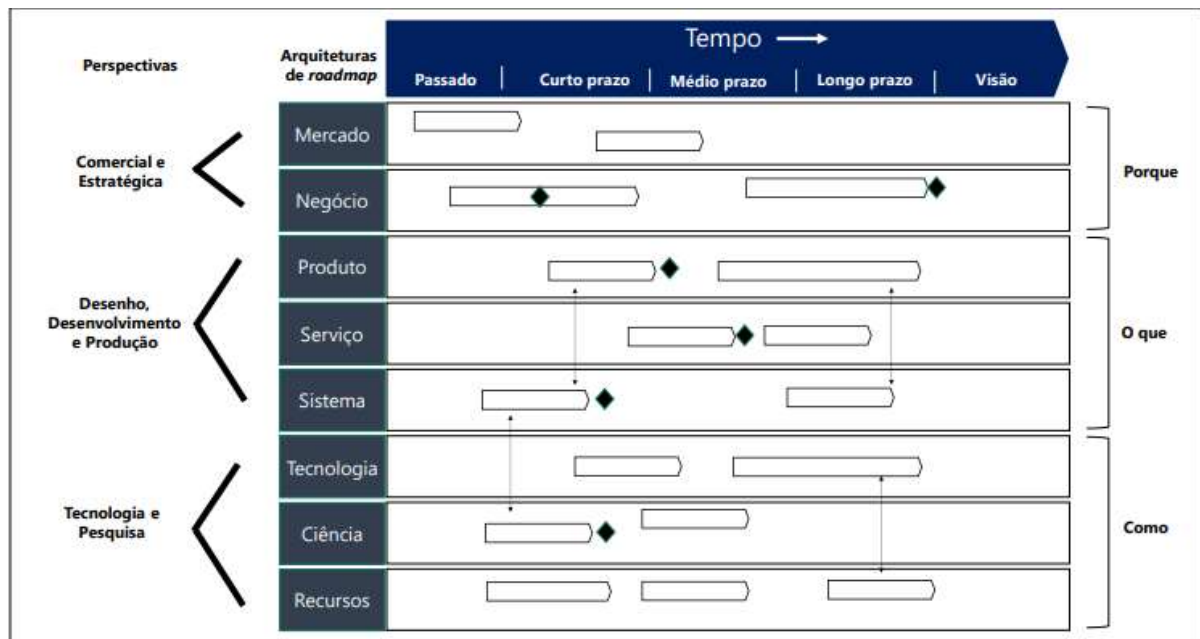 Perspectivas
Arquiteturas
de roadmap
Tempo
Passado
Curto prazo
Médio prazo
Longo prazo
Visão
Comercial e
Estratégica
Mercado
Negócio
Porque
Desenho,
Desenvolvimento
e Produção
Produto
Serviço
Sistema
O que
Tecnologia e
Pesquisa
Tecnologia
Ciência
Recursos
Como